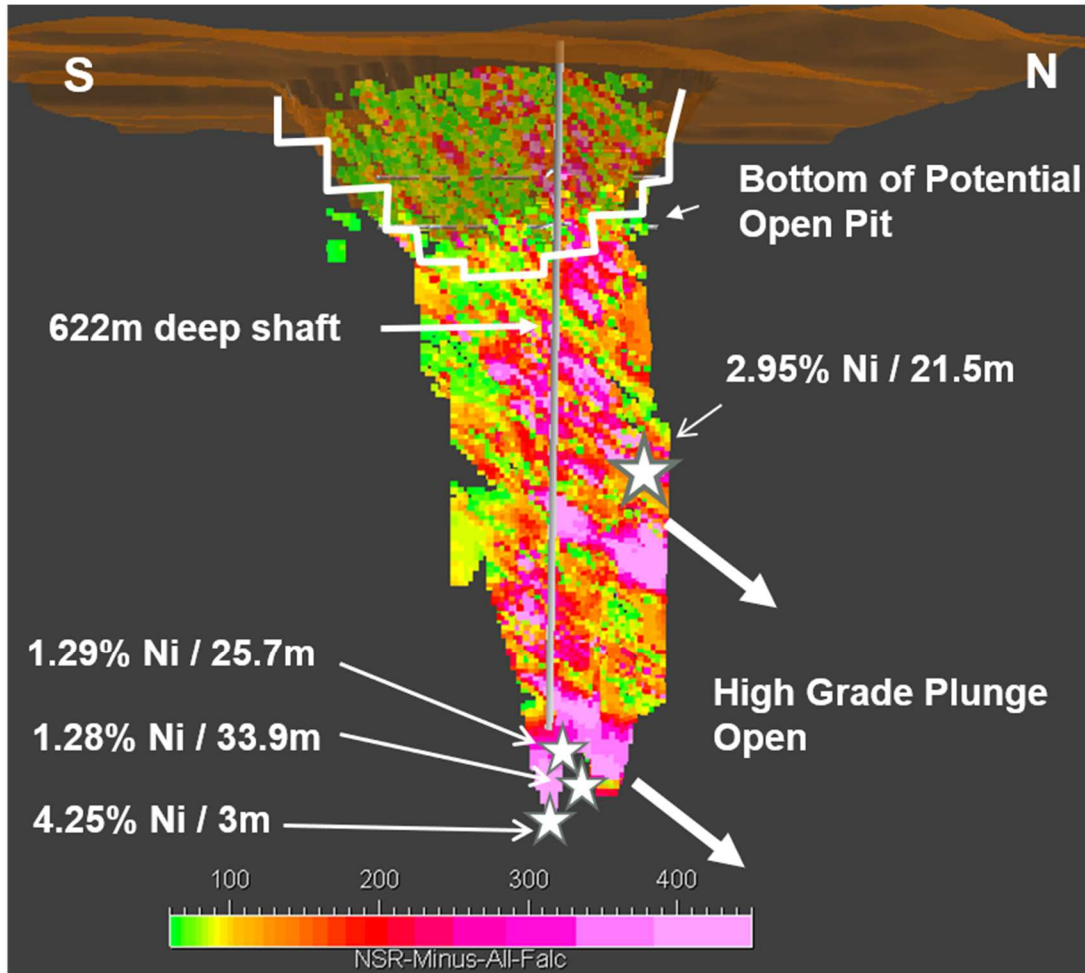 S
N
Bottom of Potential
Open Pit
622m deep shaft
2.95% Ni / 21.5m
1.29% Ni / 25.7m
High Grade Plunge
Open
1.28% Ni / 33.9m
4.25% Ni / 3m
100 200 300 400
NSR-Minus-All-Falc